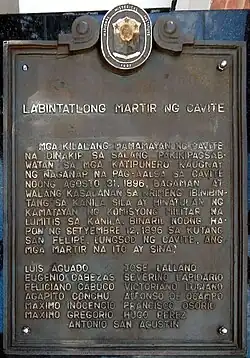 LABINTATLONG MARTIR NG CAVITE
MGA KILALANG MAMAMAYAN NG CAVITE
NA DINAKIP SA SALANG PAKIKIPAGSAB-
WATAN SA MGA KATIPUNERO KAUGNAY
NG NAGANAP NA PAG-AALSA SA CAVITE
NOONG AGOSTO 31, 1896. BAGAMAN AT
WALANG KASALANAN SA KRIMENG IBINIBIN-
TANG SA KANILA SILA AY HINATULAN NG
KAMATAYAN NG KOMISYONG MILITAR NA
LUMITIS SA KANILA. BINARIL NOONG HA-
PON NG SETYEMBRE 12, 1896 SA KUTANG
SAN FELIPE, LUNGSOD NG CAVITE, ANG
MGA MARTIR NA ITO AY SINA:
LUIS AGUADO JOSE LALLANO
EUGENIO CABEZAS SEVERINO LAPIDARIO
FELICIANO CABUCO VICTORIANO LUCIANO
AGAPITO CONCHU ALFONSO DE OCAMPO
MAXIMO INOCENCIO FRANCISCO OSORIO
MAXIMO GREGORIO HUGO PEREZ
ANTONIO SAN AGUSTIN